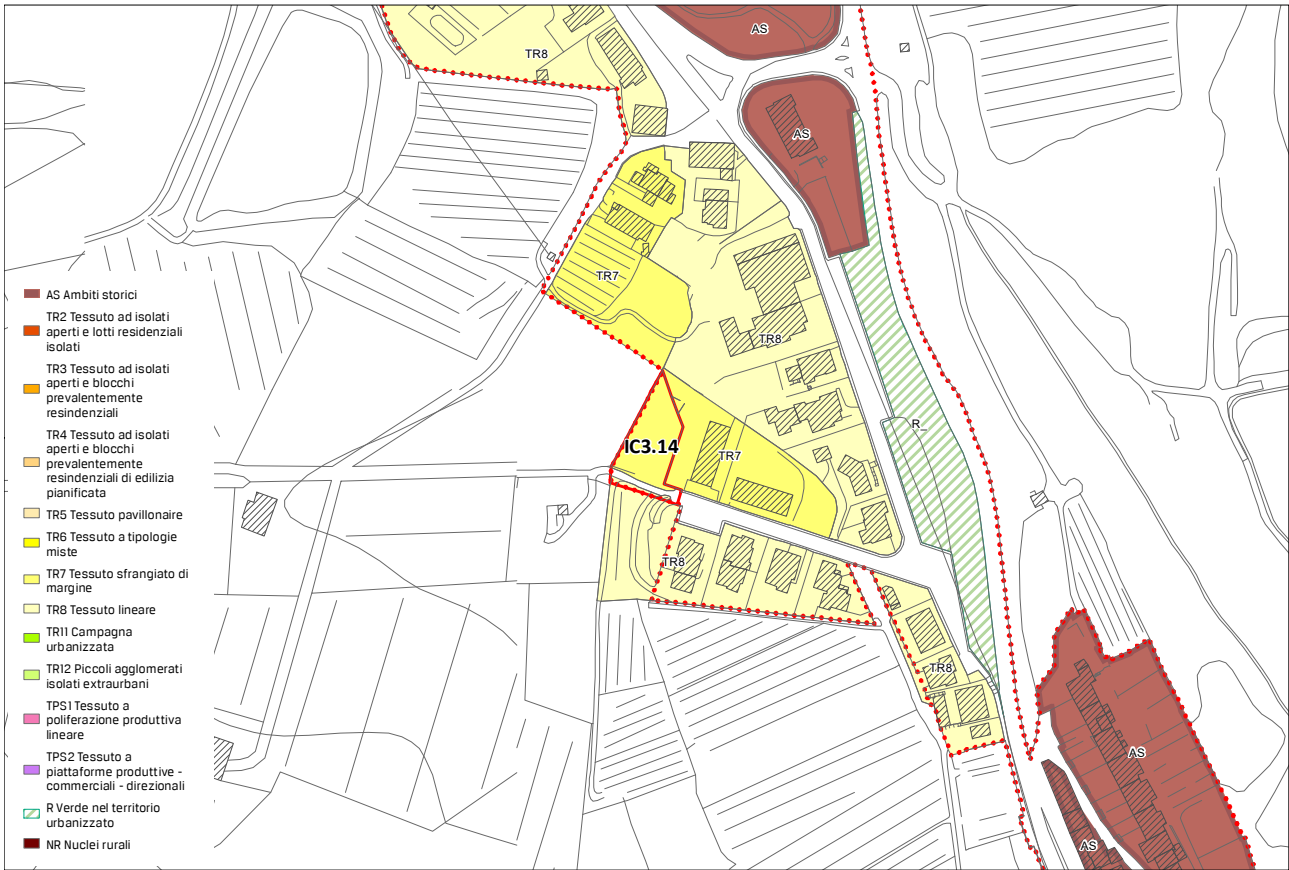 AS
TR8
AS
TR7
TR8
R_
IC3.14
TR7
TR8
TR8
AS
AS
AS Ambiti storici
TR2 Tessuto ad isolati
aperti e lotti residenziali
isolati
TR3 Tessuto ad isolati
aperti e blocchi
prevalentemente
resindenziali
TR4 Tessuto ad isolati
aperti e blocchi
prevalentemente
residenziali di edilizia
pianificata
TR5 Tessuto pavillonaire
TR6 Tessuto a tipologie
miste
TR7 Tessuto sfrangiato di
margine
TR8 Tessuto lineare
TR11 Campagna
urbanizzata
TR12 Piccoli agglomerati
isolati extraurbani
TPS1 Tessuto a
poliferazione produttiva
lineare
TPS2 Tessuto a
piattaforme produttive -
commerciali - direzionali
R Verde nel territorio
urbanizzato
NR Nuclei rurali